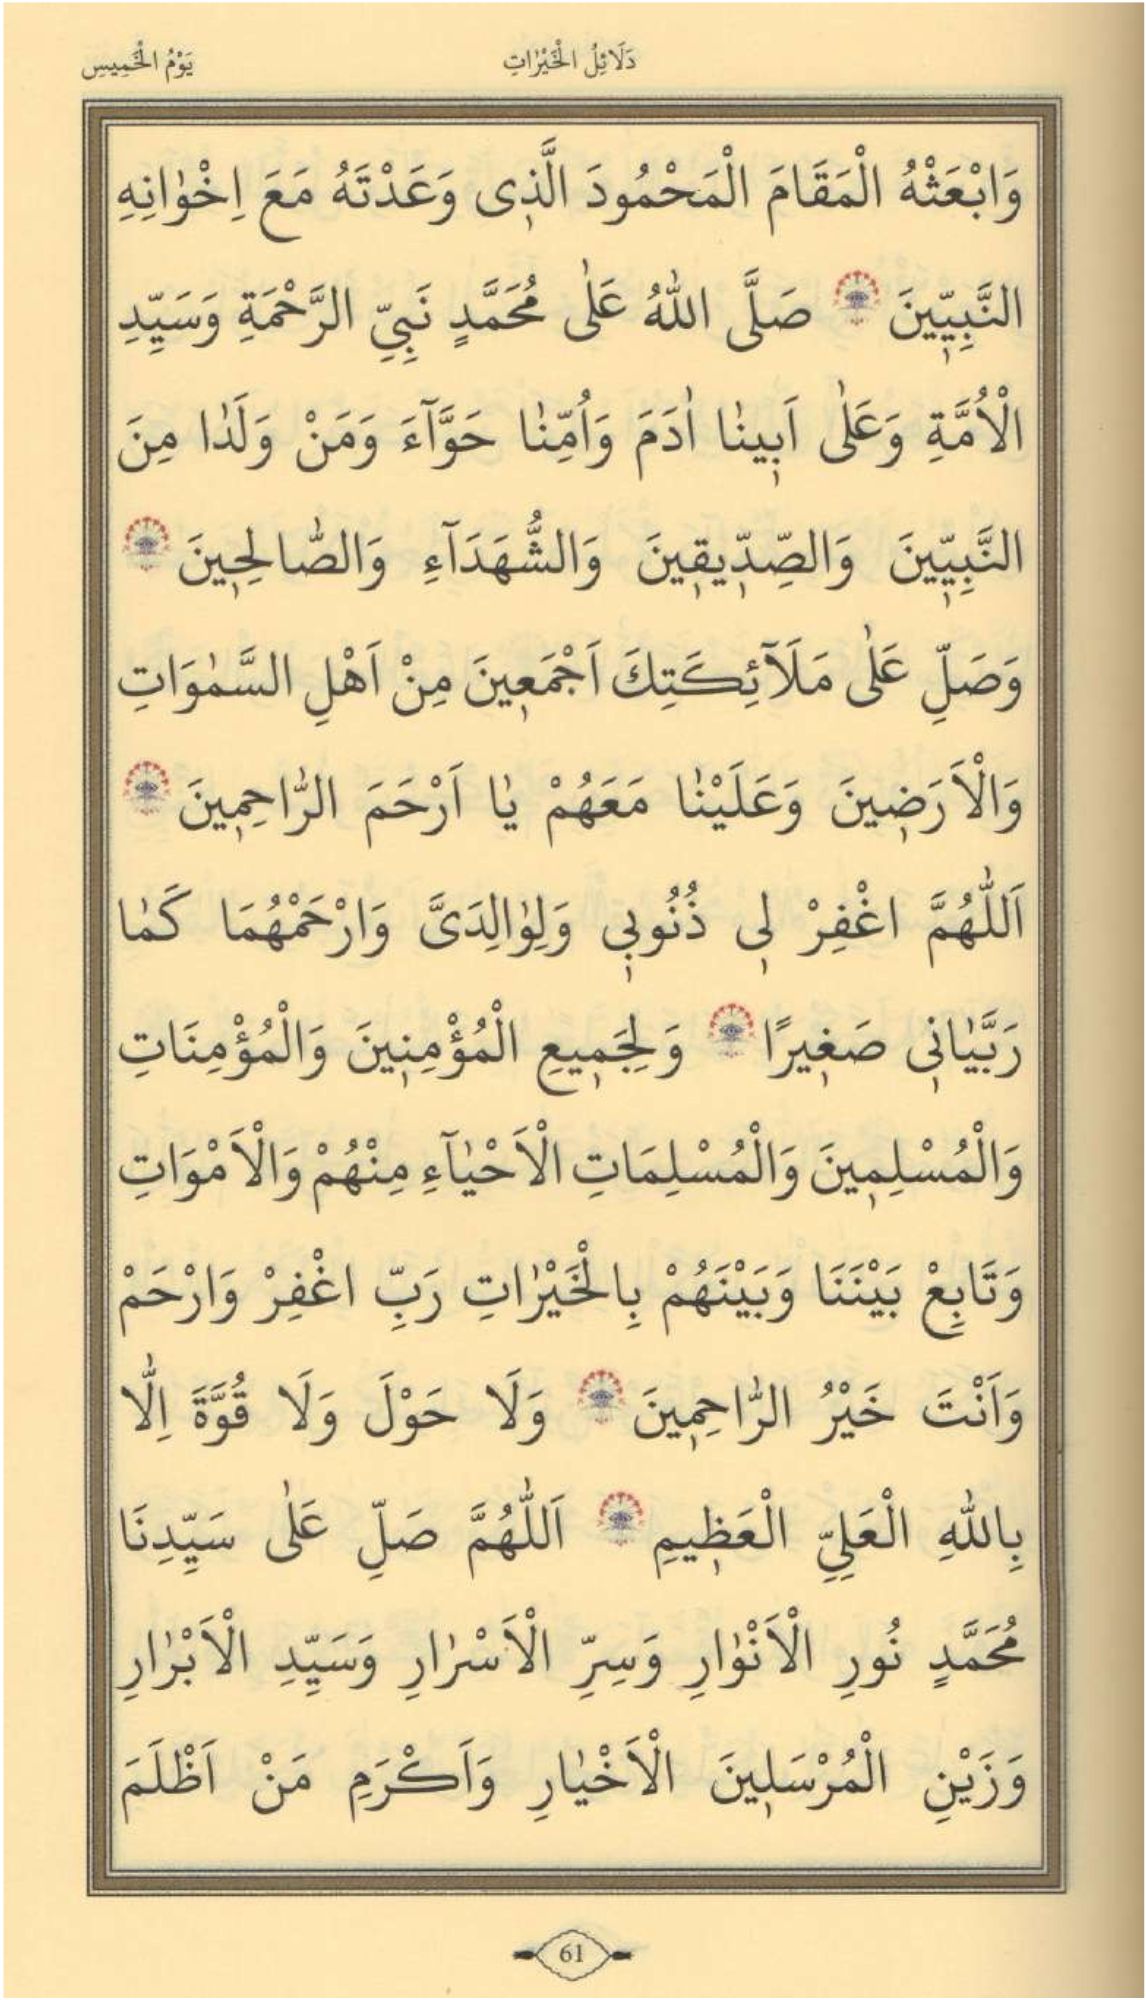 دَلَائِلُ الْخَيْرَاتِ
يَوْمُ الْخَمِيسِ
وَابْعَثْهُ الْمَقَامَ الْمَحْمُودَ الَّذٖى وَعَدْتَهُ مَعَ اِخْوٰانِهِ
النَّبِيّٖينَ صَلَّى اللّٰهُ عَلٰى مُحَمَّدٍ نَبِيِّ الرَّحْمَةِ وَسَيِّدِ
الْاُمَّةِ وَعَلٰى اَبٖينٰا اٰدَمَ وَاُمِّنٰا حَوَّآءَ وَمَنْ وَلَدٰا مِنَ
النَّبِيّٖينَ وَالصِّدّٖيقٖينَ وَالشُّهَدَآءِ وَالصّٰالِحٖينَ
وَصَلِّ عَلٰى مَلَآئِكَتِكَ اَجْمَعٖينَ مِنْ اَهْلِ السَّمٰوَاتِ
وَالْاَرَضٖينَ وَعَلَيْنٰا مَعَهُمْ يٰا اَرْحَمَ الرّٰاحِمٖينَ
اَللّٰهُمَّ اغْفِرْ لٖى ذُنُوبٖى وَلِوٰالِدَىَّ وَارْحَمْهُمَا كَمٰا
رَبَّيٰانٖى صَغٖيرًا وَلِجَمٖيعِ الْمُؤْمِنٖينَ وَالْمُؤْمِنَاتِ
وَالْمُسْلِمٖينَ وَالْمُسْلِمَاتِ الْاَحْيٰآءِ مِنْهُمْ وَالْاَمْوَاتِ
وَتَابِعْ بَيْنَنَا وَبَيْنَهُمْ بِالْخَيْرٰاتِ رَبِّ اغْفِرْ وَارْحَمْ
وَاَنْتَ خَيْرُ الرّٰاحِمٖينَ وَلَا حَوْلَ وَلَا قُوَّةَ اِلّٰا
بِاللّٰهِ الْعَلِىِّ الْعَظٖيمِ اَللّٰهُمَّ صَلِّ عَلٰى سَيِّدِنَا
مُحَمَّدٍ نُورِ الْاَنْوٰارِ وَسِرِّ الْاَسْرٰارِ وَسَيِّدِ الْاَبْرٰارِ
وَزَيْنِ الْمُرْسَلٖينَ الْاَخْيٰارِ وَاَكْرَمِ مَنْ اَظْلَمَ
61